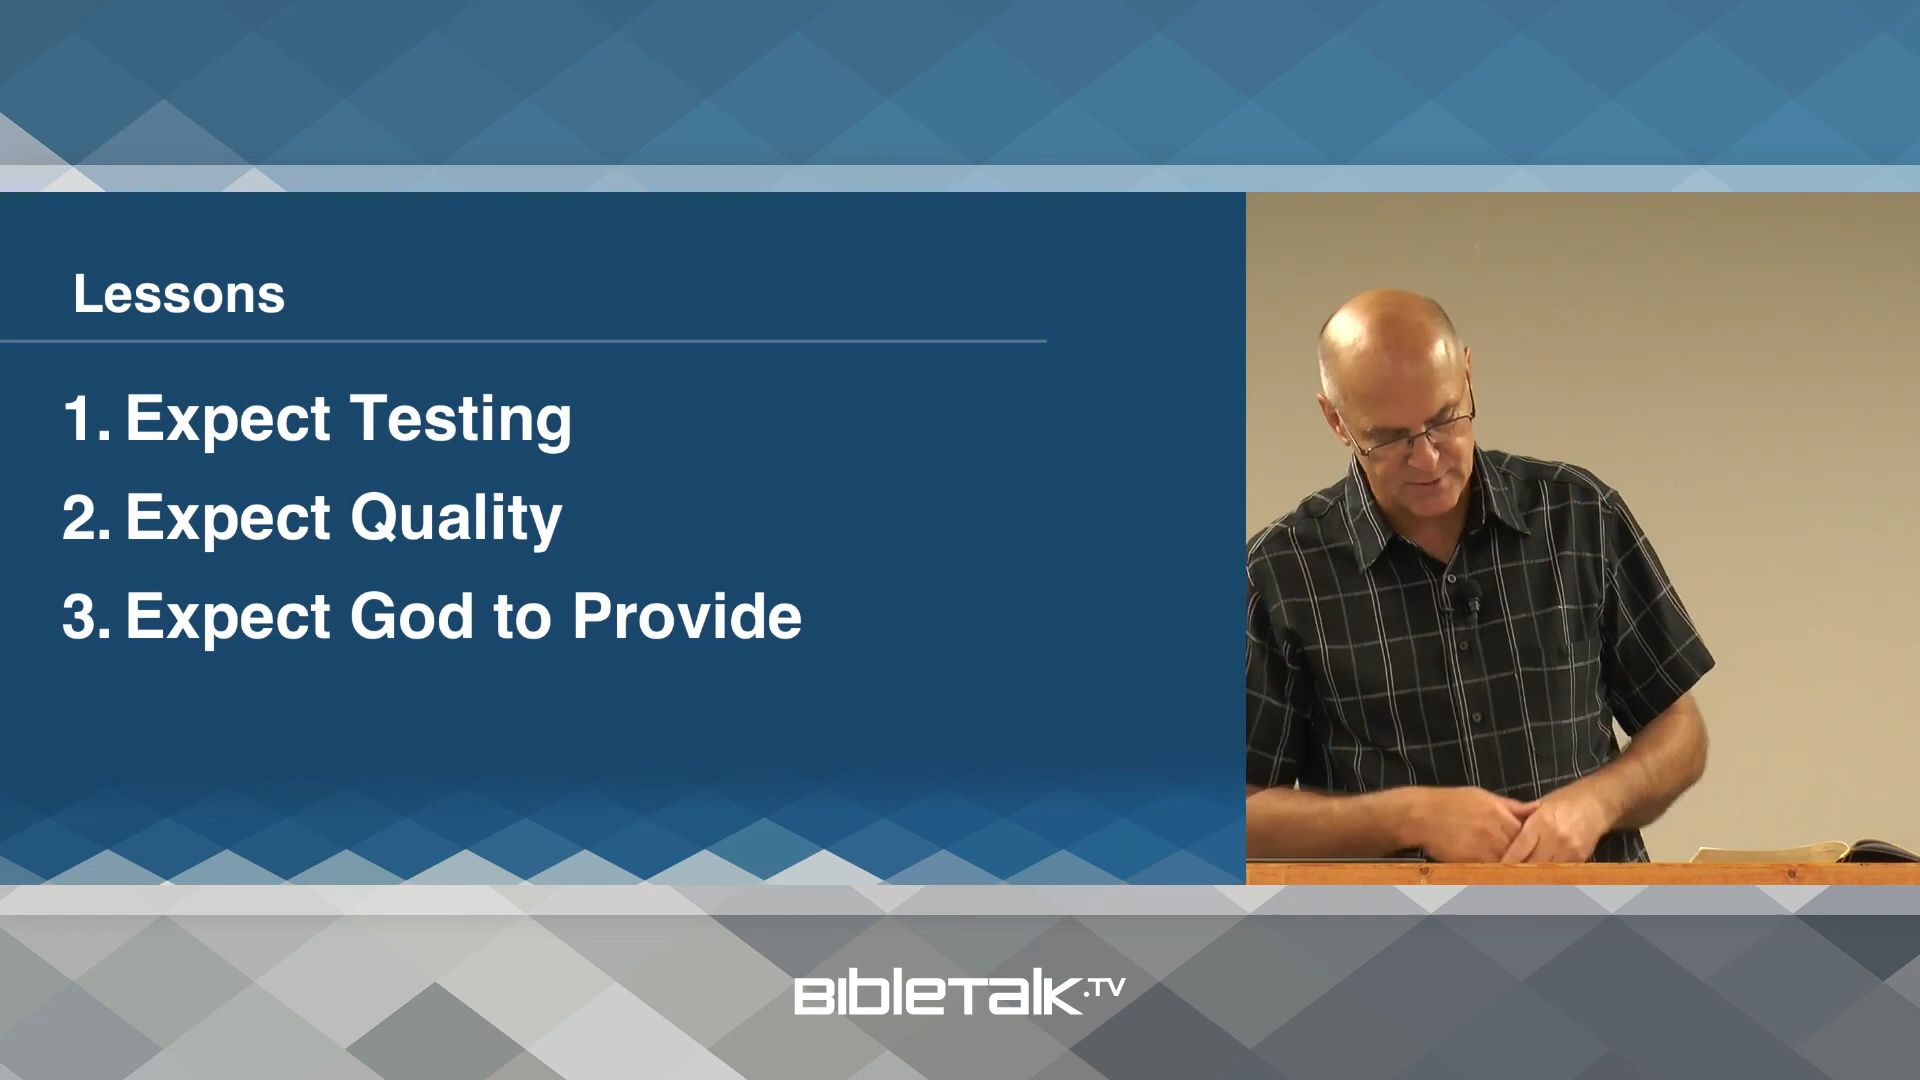 Lessons
1. Expect Testing
2. Expect Quality
3. Expect God to Provide
BibleTalk.TV